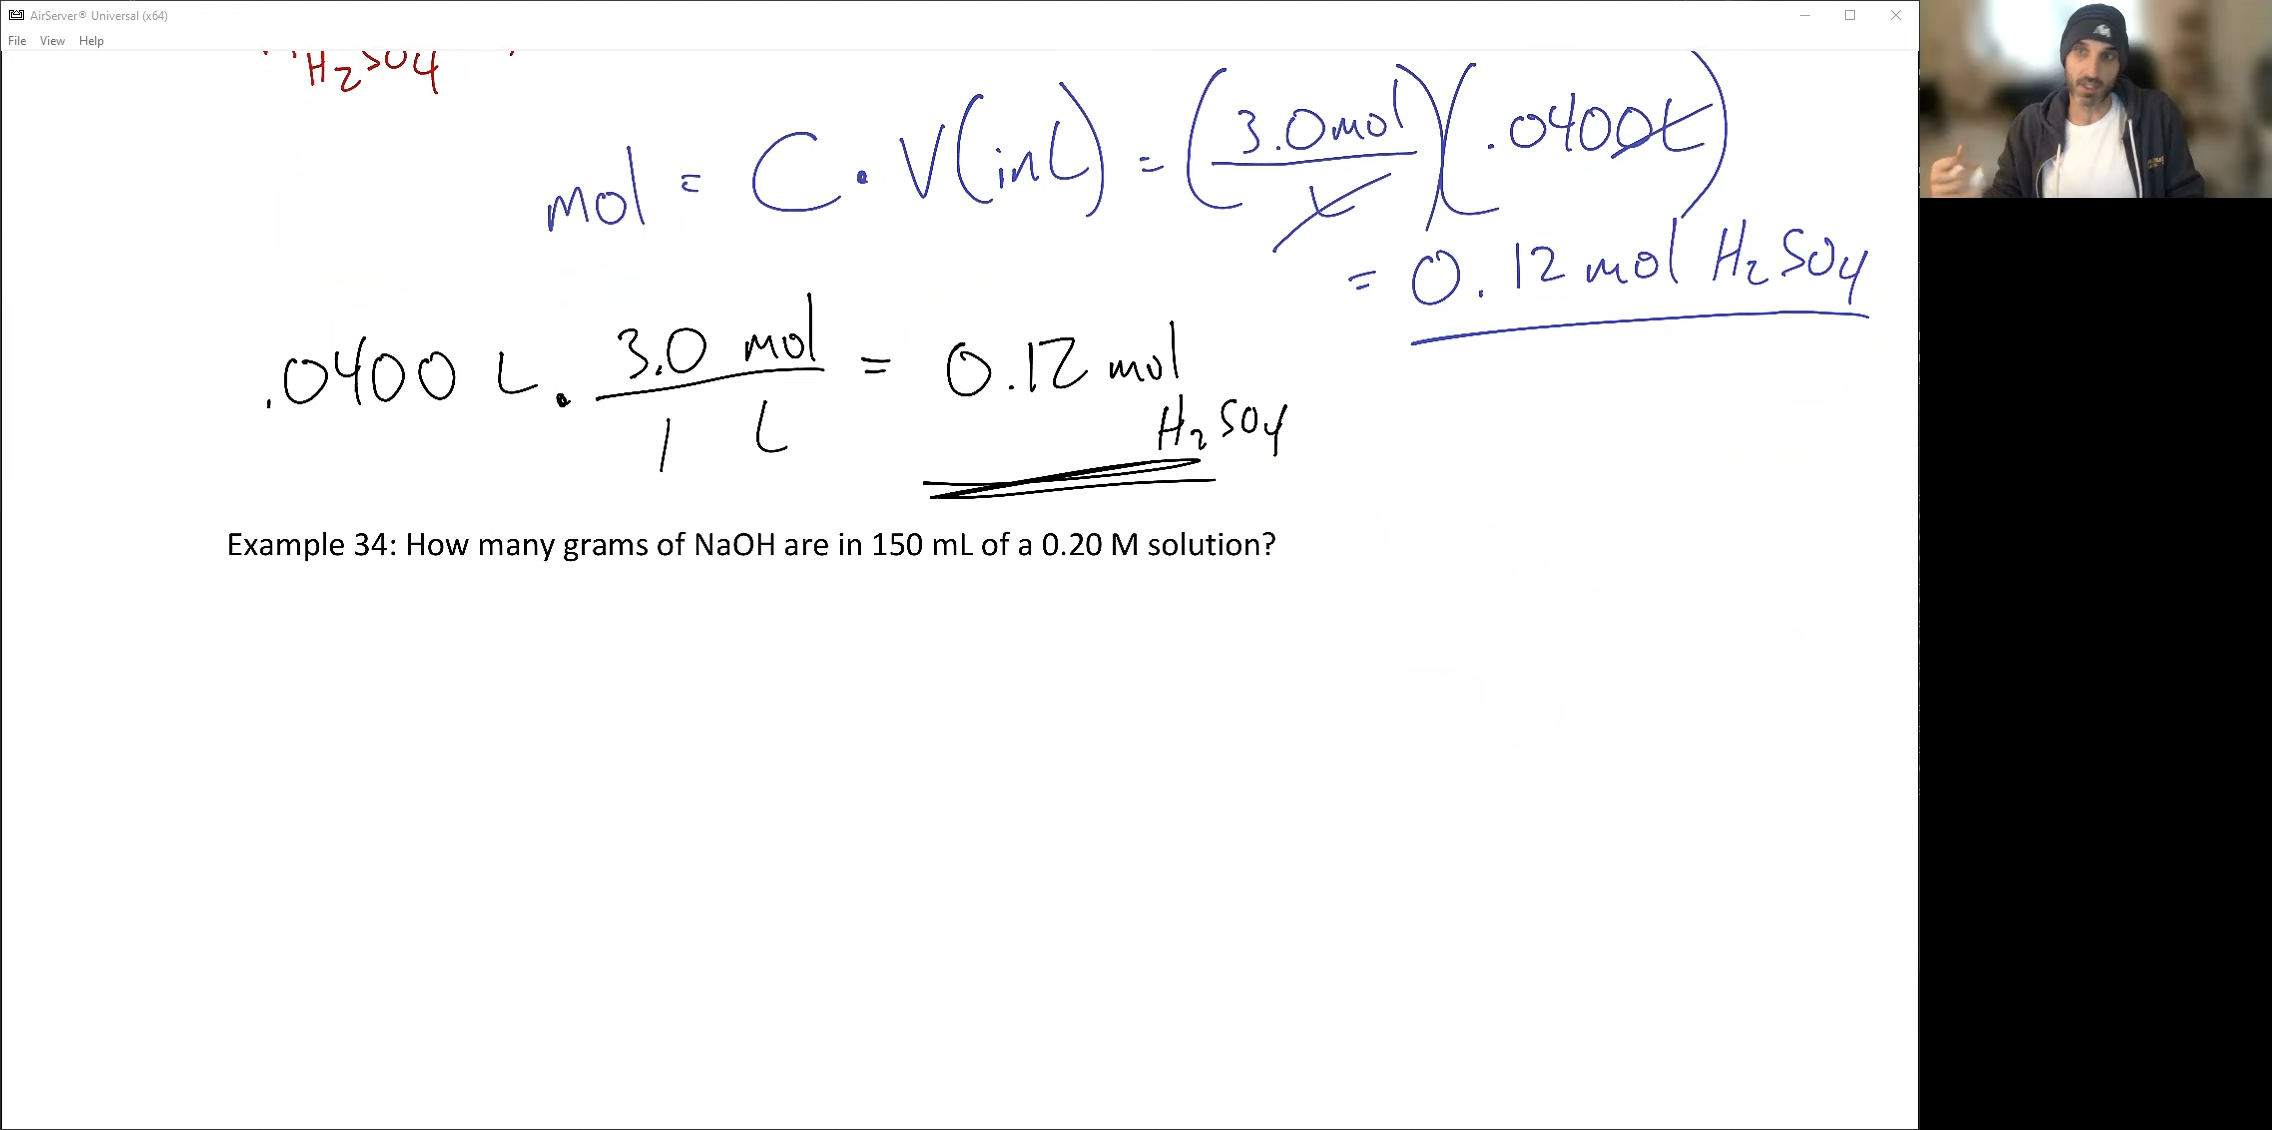 AirServer® Universal (x64)
File View Help
H₂SO4
mol = C · V(in L) = (3.0 mol / L)(.0400 L)
= 0.12 mol H₂SO4
.0400 L · 3.0 mol / 1 L = 0.12 mol
H₂SO4
Example 34: How many grams of NaOH are in 150 mL of a 0.20 M solution?